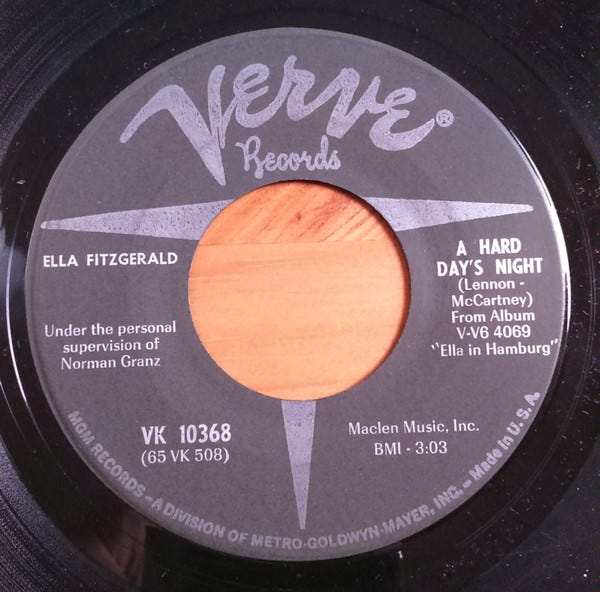 Verve®
Records
ELLA FITZGERALD
Under the personal
supervision of
Norman Granz
A HARD
DAY'S NIGHT
(Lennon -
McCartney)
From Album
V-V6 4069
"Ella in Hamburg"
VK 10368
(65 VK 508)
Maclen Music, Inc.
BMI - 3:03
MGM RECORDS – A DIVISION OF METRO-GOLDWYN-MAYER, INC. – Made in U.S.A.